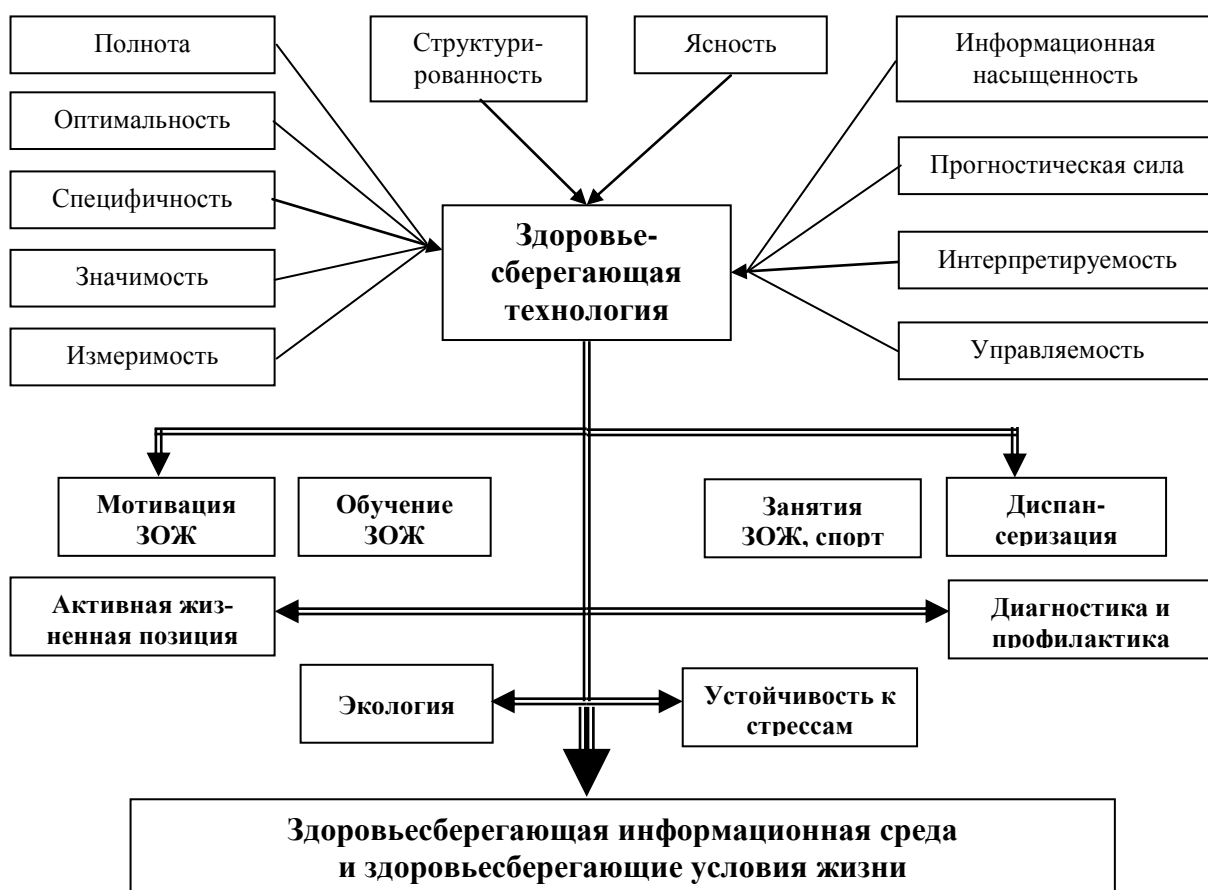 Полнота
Структури-
рованность
Ясность
Информационная
насыщенность
Оптимальность
Прогностическая сила
Специфичность
Здоровье-
сберегающая
технология
Интерпретируемость
Значимость
Измеримость
Управляемость
Мотивация
ЗОЖ
Обучение
ЗОЖ
Занятия
ЗОЖ, спорт
Диспан-
серизация
Активная жиз-
ненная позиция
Диагностика и
профилактика
Экология
Устойчивость к
стрессам
Здоровьесберегающая информационная среда
и здоровьесберегающие условия жизни